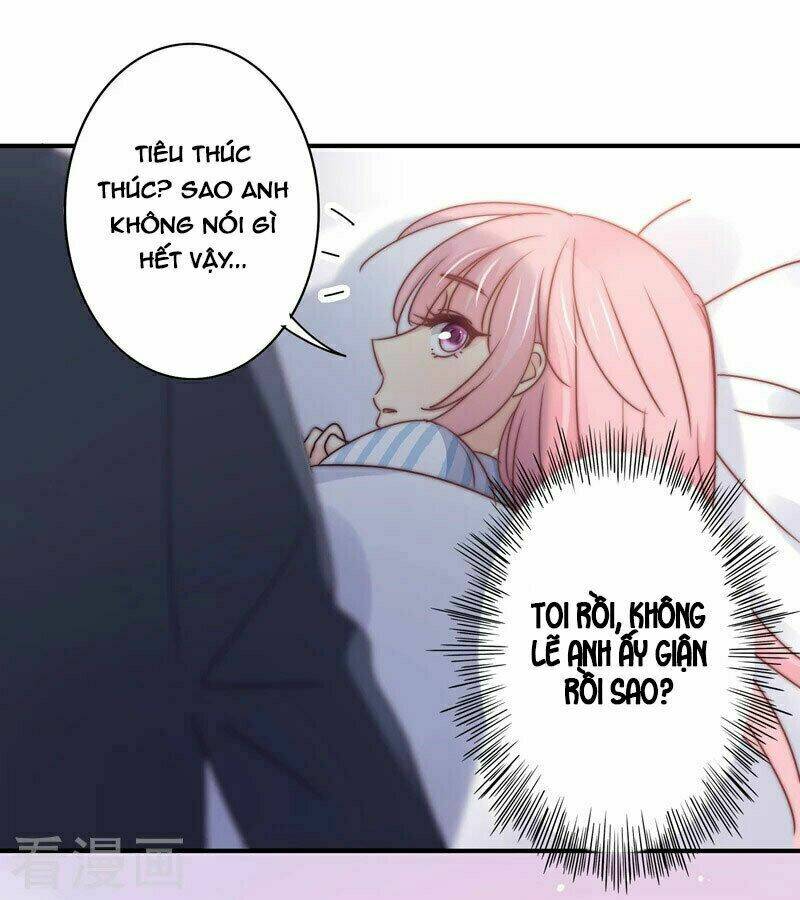 TIÊU THÚC
THÚC? SAO ANH
KHÔNG NÓI GÌ
HẾT VẬY...
TOI RỒI, KHÔNG
LẼ ANH ẤY GIẬN
RỒI SAO?
看漫画